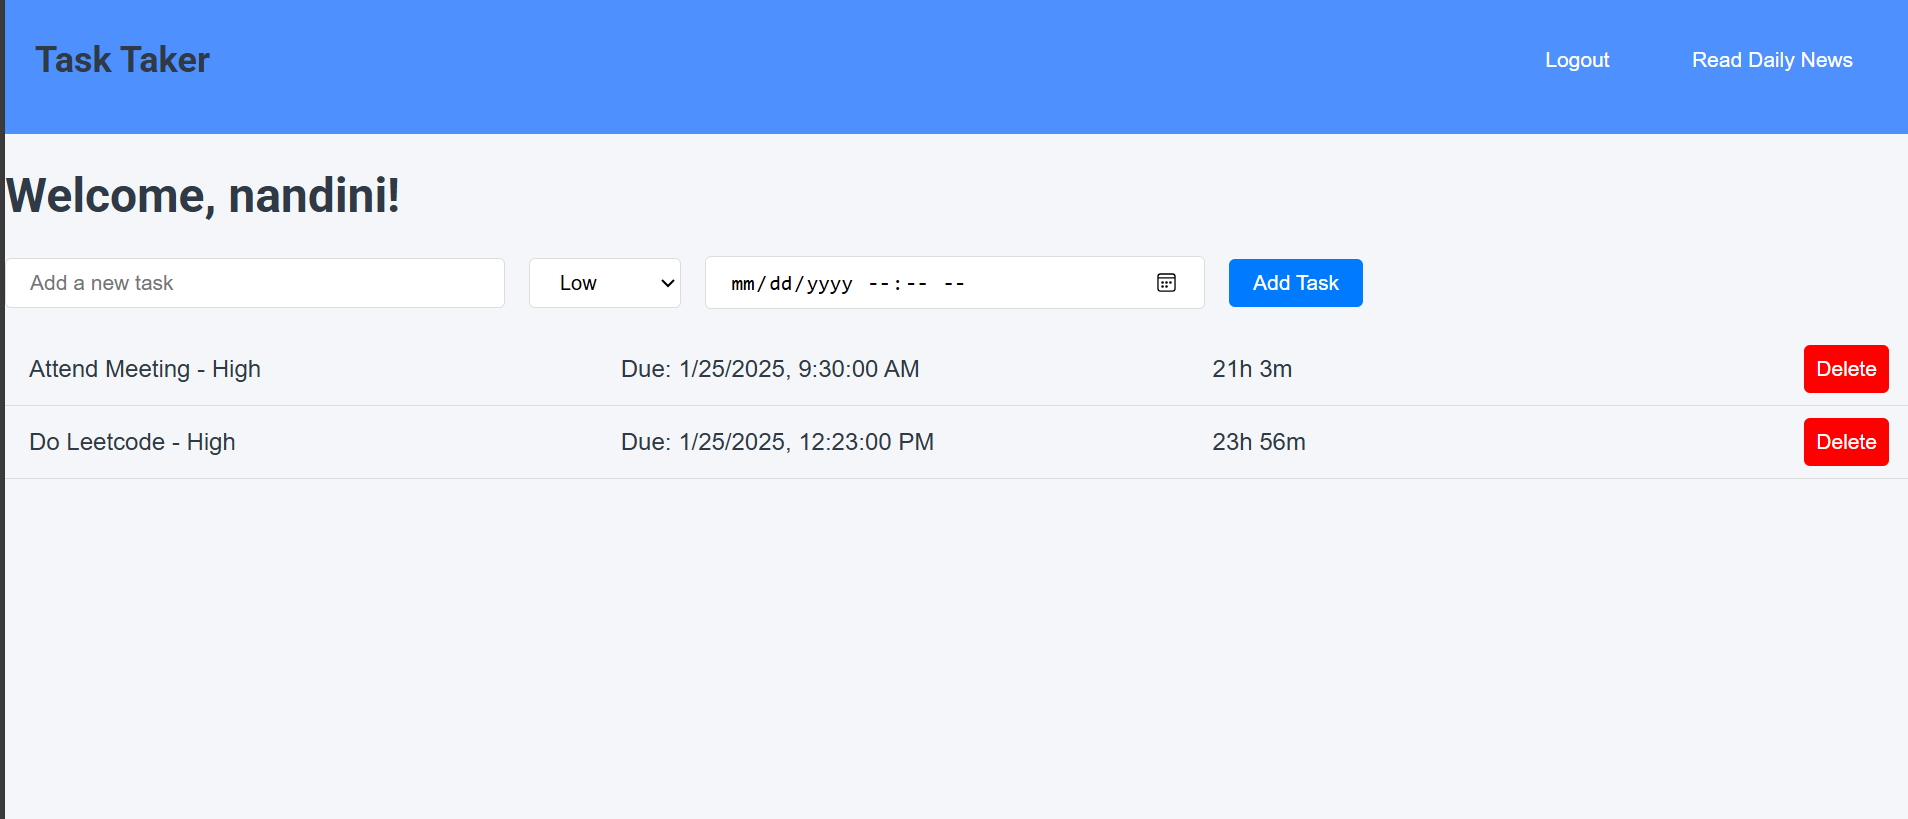 Task Taker
Logout
Read Daily News
Welcome, nandini!
Add a new task
Low
mm/dd/yyyy --:-- --
Add Task
Attend Meeting - High
Due: 1/25/2025, 9:30:00 AM
21h 3m
Delete
Do Leetcode - High
Due: 1/25/2025, 12:23:00 PM
23h 56m
Delete